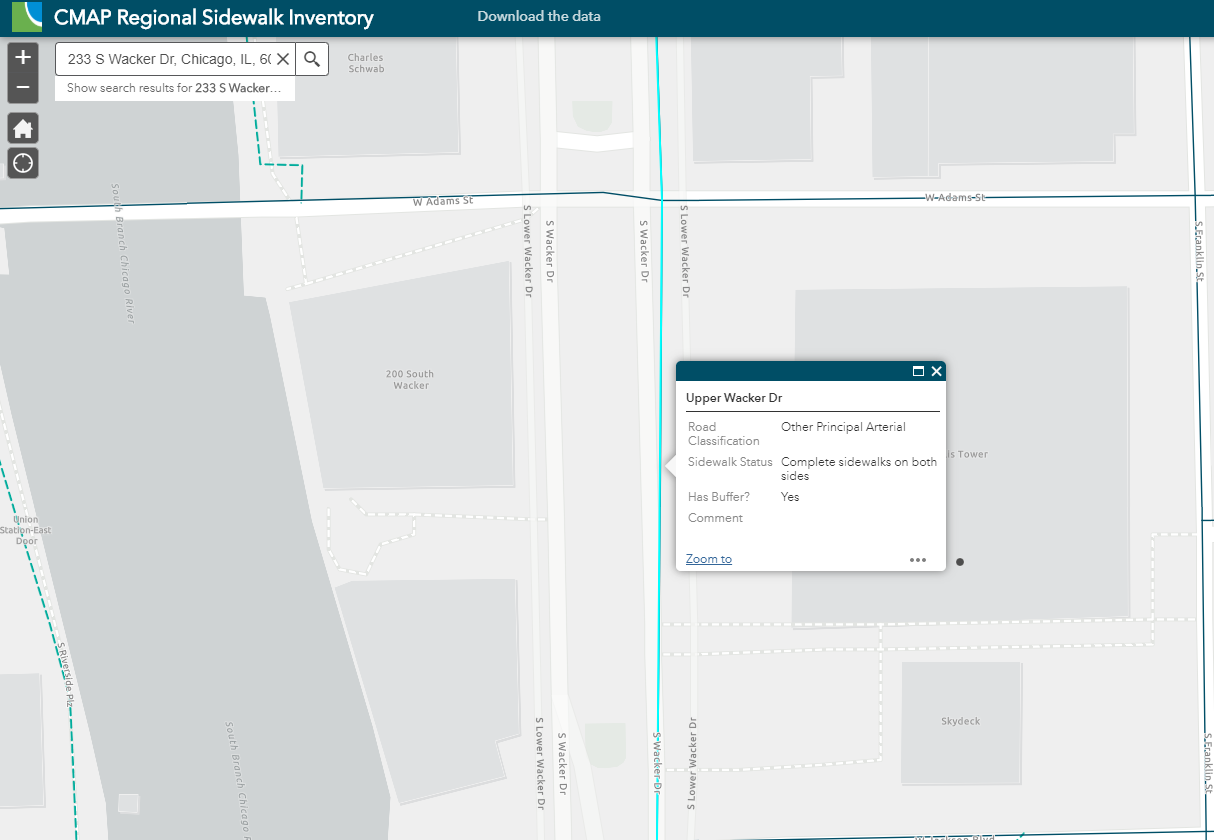 CMAP Regional Sidewalk Inventory
Download the data
+
233 S Wacker Dr, Chicago, IL, 60
Show search results for 233 S Wacker...
−
Charles
Schwab
South Branch Chicago River
W Adams St
W Adams St
S Lower Wacker Dr
S Wacker Dr
S Wacker Dr
S Lower Wacker Dr
S Franklin St
200 South
Wacker
Upper Wacker Dr
Road
Classification
Other Principal Arterial
Sidewalk Status
Complete sidewalks on both
sides
Has Buffer?
Yes
Comment
Zoom to
is Tower
Union
Station-East
Door
S Riverside Plz
South Branch Chicago R
S Lower Wacker Dr
S Wacker Dr
S Wacker Dr
S Lower Wacker Dr
Skydeck
S Franklin St
W Jackson Blvd